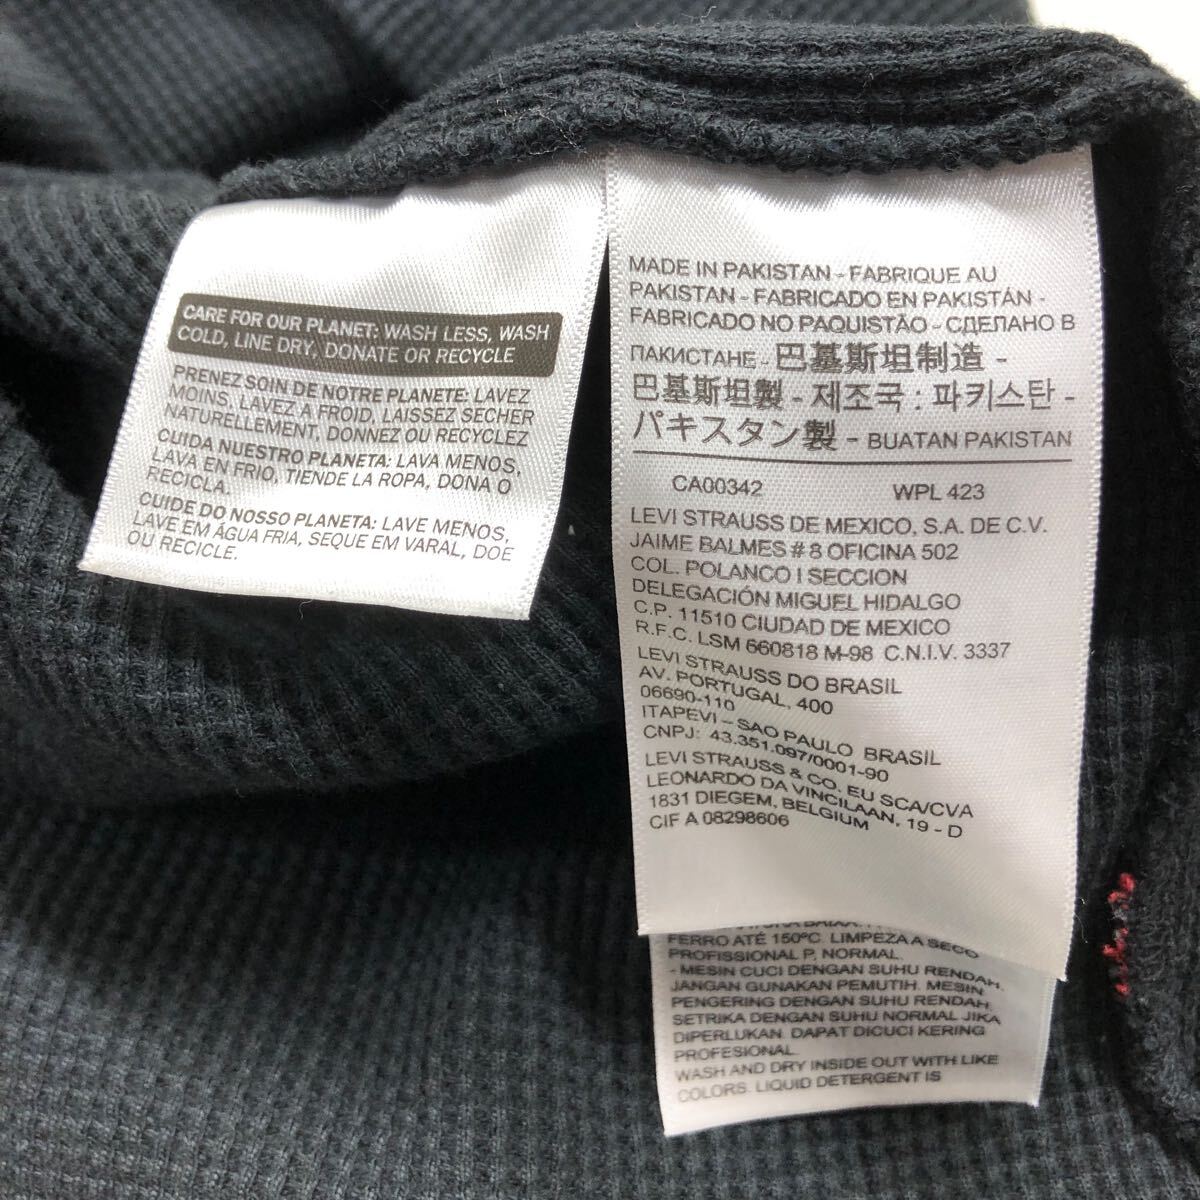 CARE FOR OUR PLANET: WASH LESS, WASH
COLD, LINE DRY, DONATE OR RECYCLE
PRENEZ SOIN DE NOTRE PLANETE: LAVEZ
MOINS, LAVEZ A FROID, LAISSEZ SECHER
NATURELLEMENT, DONNEZ OU RECYCLEZ
CUIDA NUESTRO PLANETA: LAVA MENOS,
LAVA EN FRIO, TIENDE LA ROPA, DONA O
RECICLA.
CUIDE DO NOSSO PLANETA: LAVE MENOS,
LAVE EM ÁGUA FRIA, SEQUE EM VARAL, DOE
OU RECICLE.
MADE IN PAKISTAN - FABRIQUE AU
PAKISTAN - FABRICADO EN PAKISTÁN -
FABRICADO NO PAQUISTÃO - СДЕЛАНО В
ПАКИСТАНЕ - 巴基斯坦制造 -
巴基斯坦製 - 제조국 : 파키스탄 -
パキスタン製 - BUATAN PAKISTAN
CA00342 WPL 423
LEVI STRAUSS DE MEXICO, S.A. DE C.V.
JAIME BALMES # 8 OFICINA 502
COL. POLANCO I SECCION
DELEGACIÓN MIGUEL HIDALGO
C.P. 11510 CIUDAD DE MEXICO
R.F.C. LSM 660818 M-98 C.N.I.V. 3337
LEVI STRAUSS DO BRASIL
AV. PORTUGAL, 400
06690-110
ITAPEVI – SAO PAULO BRASIL
CNPJ: 43.351.097/0001-90
LEVI STRAUSS & CO. EU SCA/CVA
LEONARDO DA VINCILAAN, 19 - D
1831 DIEGEM, BELGIUM
CIF A 08298606
BAIXA.
FERRO ATÉ 150ºC. LIMPEZA A SECO
PROFISSIONAL P, NORMAL.
- MESIN CUCI DENGAN SUHU RENDAH.
JANGAN GUNAKAN PEMUTIH. MESIN
PENGERING DENGAN SUHU RENDAH.
SETRIKA DENGAN SUHU NORMAL JIKA
DIPERLUKAN. DAPAT DICUCI KERING
PROFESIONAL.
WASH AND DRY INSIDE OUT WITH LIKE
COLORS. LIQUID DETERGENT IS